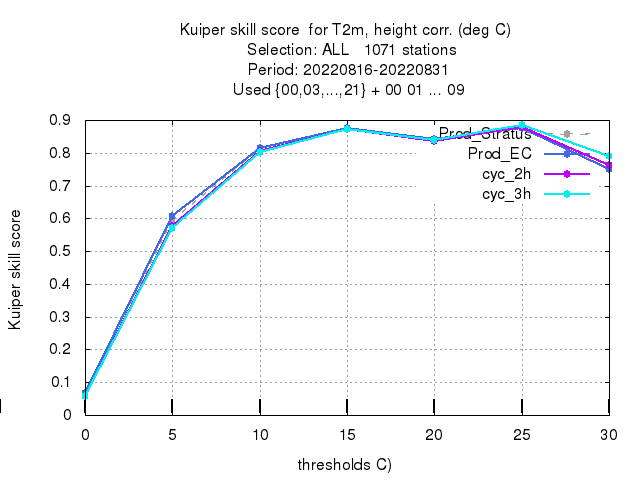 Kuiper skill score  for T2m, height corr. (deg C)
Selection: ALL   1071 stations
Period: 20220816-20220831
Used {00,03,...,21} + 00 01 ... 09
Prod_Stratus
Prod_EC
cyc_2h
cyc_3h
Kuiper skill score
0.9
0.8
0.7
0.6
0.5
0.4
0.3
0.2
0.1
0
0 5 10 15 20 25 30
thresholds C)